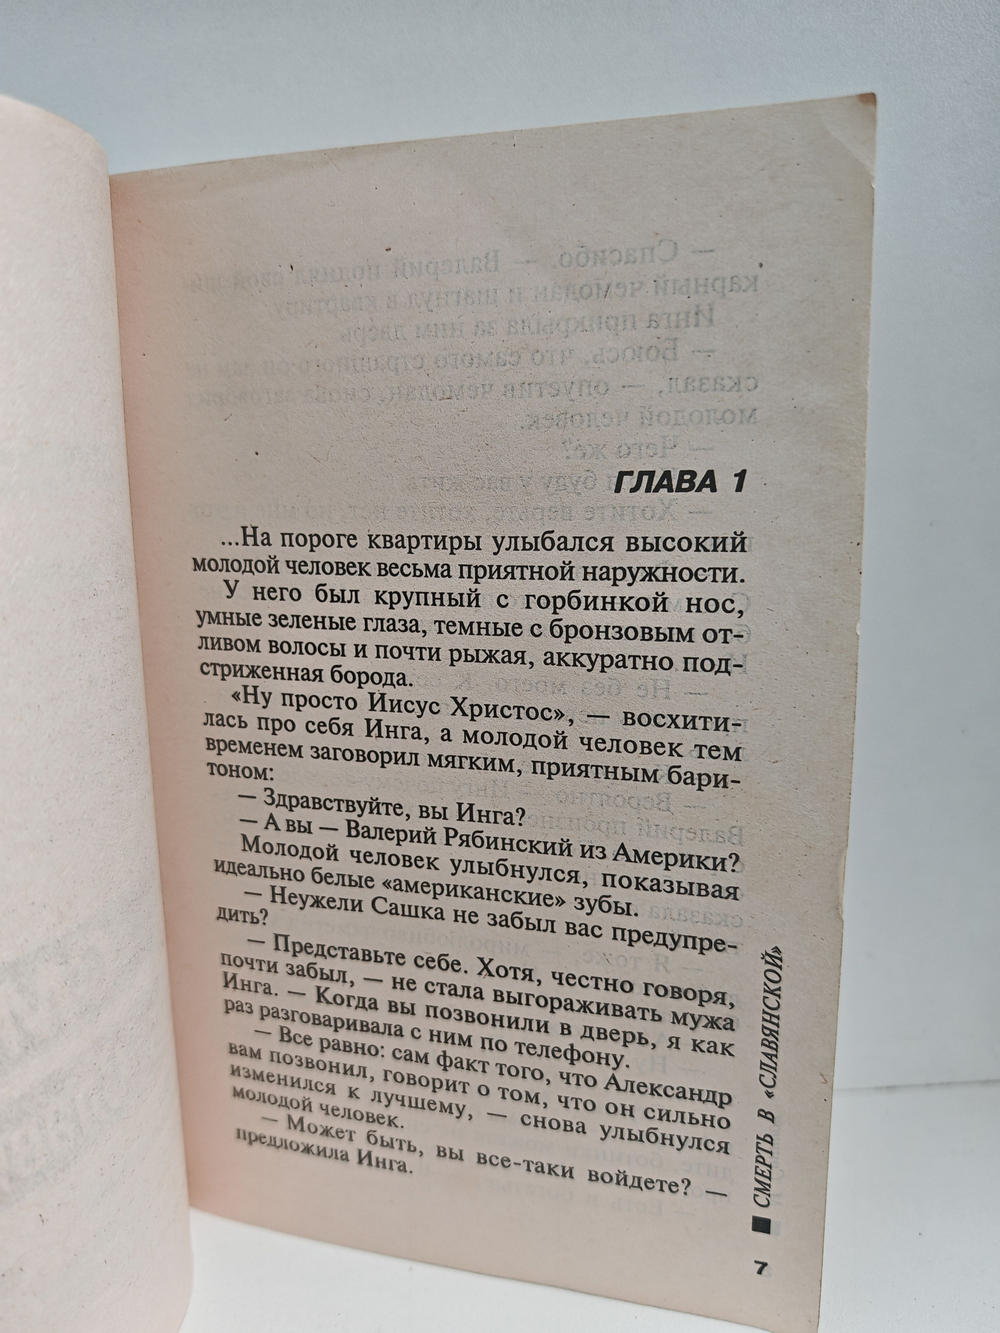 ГЛАВА 1
...На пороге квартиры улыбался высокий
молодой человек весьма приятной наружности.
У него был крупный с горбинкой нос,
умные зеленые глаза, темные с бронзовым от-
ливом волосы и почти рыжая, аккуратно под-
стриженная борода.
«Ну просто Иисус Христос», — восхити-
лась про себя Инга, а молодой человек тем
временем заговорил мягким, приятным бари-
тоном:
— Здравствуйте, вы Инга?
— А вы — Валерий Рябинский из Америки?
Молодой человек улыбнулся, показывая
идеально белые «американские» зубы.
— Неужели Сашка не забыл вас предупре-
дить?
— Представьте себе. Хотя, честно говоря,
почти забыл, — не стала выгораживать мужа
Инга. — Когда вы позвонили в дверь, я как
раз разговаривала с ним по телефону.
— Все равно: сам факт того, что Александр
вам позвонил, говорит о том, что он сильно
изменился к лучшему, — снова улыбнулся
молодой человек.
— Может быть, вы все-таки войдете? —
предложила Инга.
СМЕРТЬ В «СЛАВЯНСКОЙ»
7